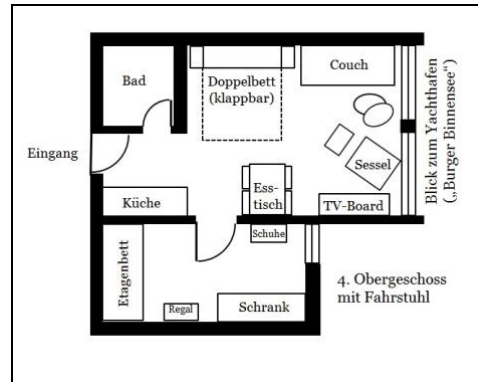 Bad
Doppelbett
(klappbar)
Couch
Eingang
Küche
Ess-
tisch
Sessel
TV-Board
Blick zum Yachthafen
(„Burger Binnensee“)
Etagenbett
Schuhe
Regal
Schrank
4. Obergeschoss
mit Fahrstuhl